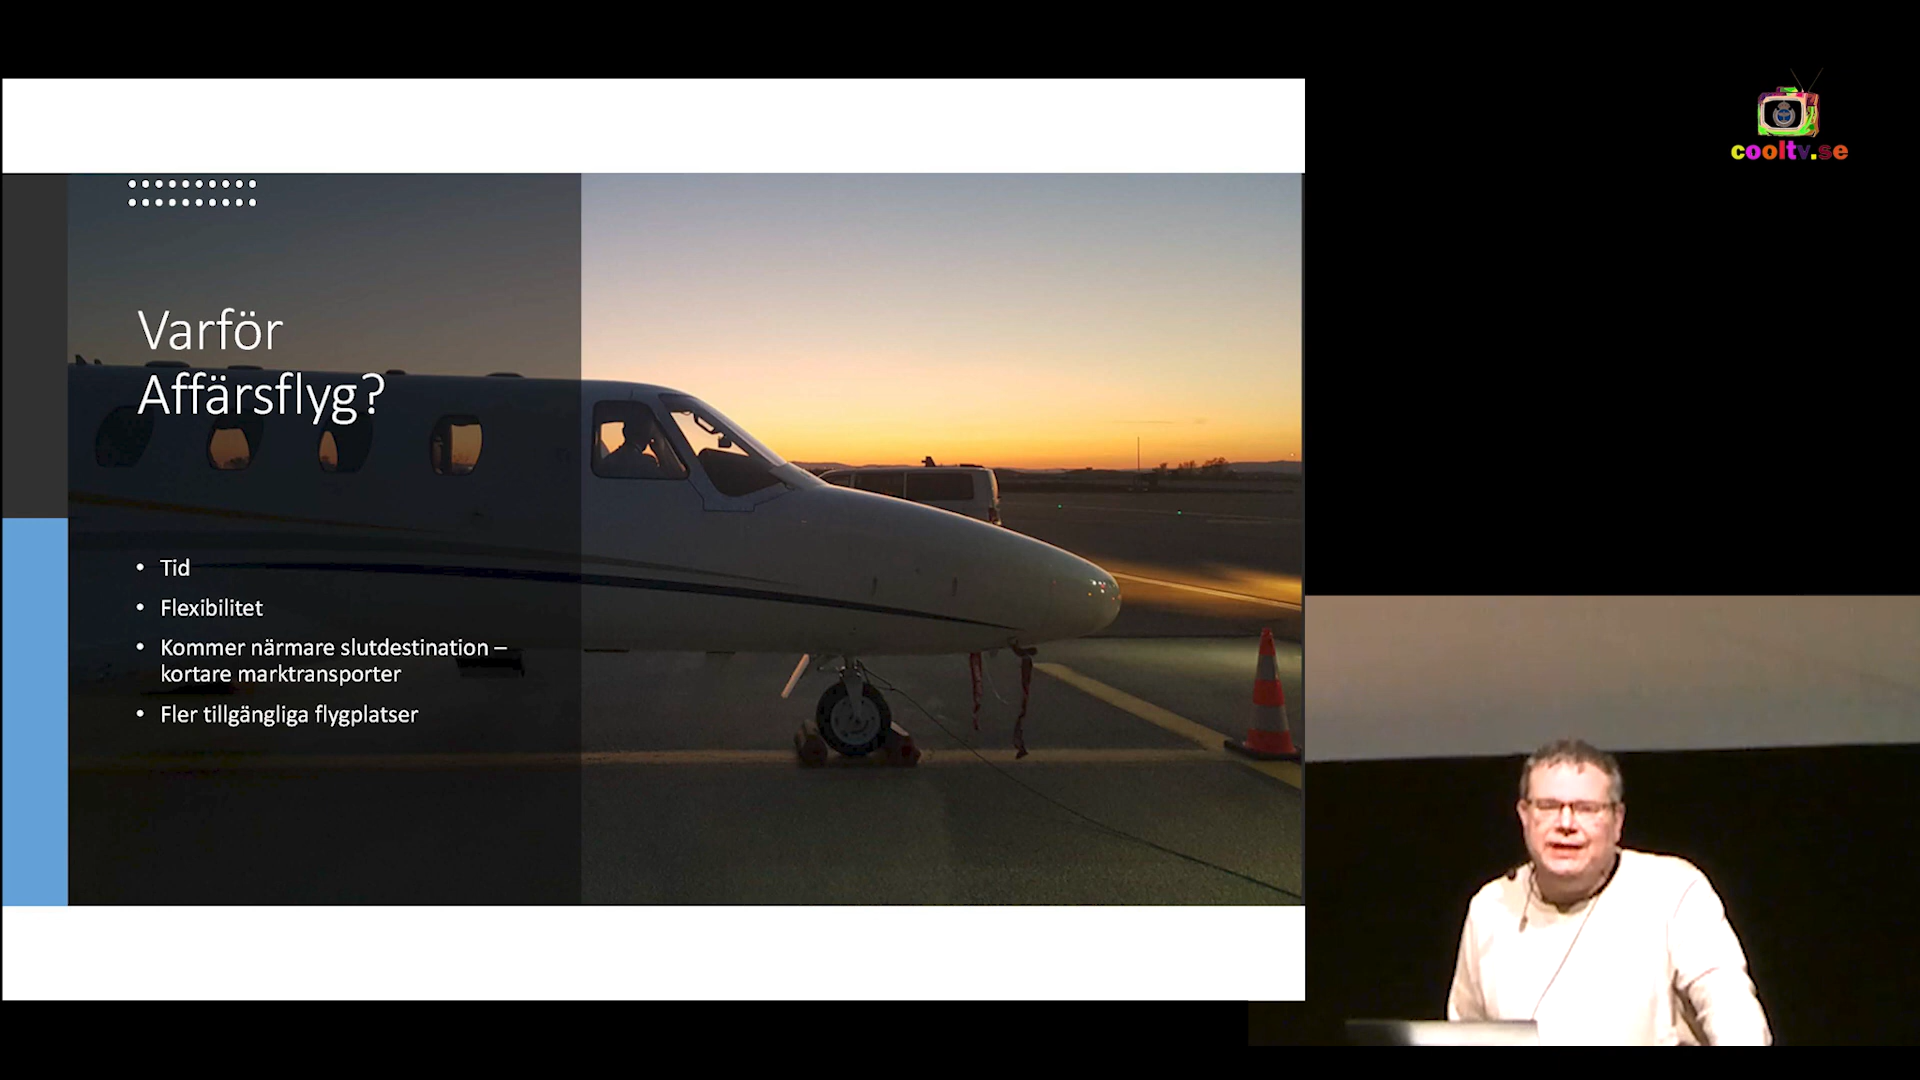 cooltv.se
Varför
Affärsflyg?
• Tid
• Flexibilitet
• Kommer närmare slutdestination –
kortare marktransporter
• Fler tillgängliga flygplatser